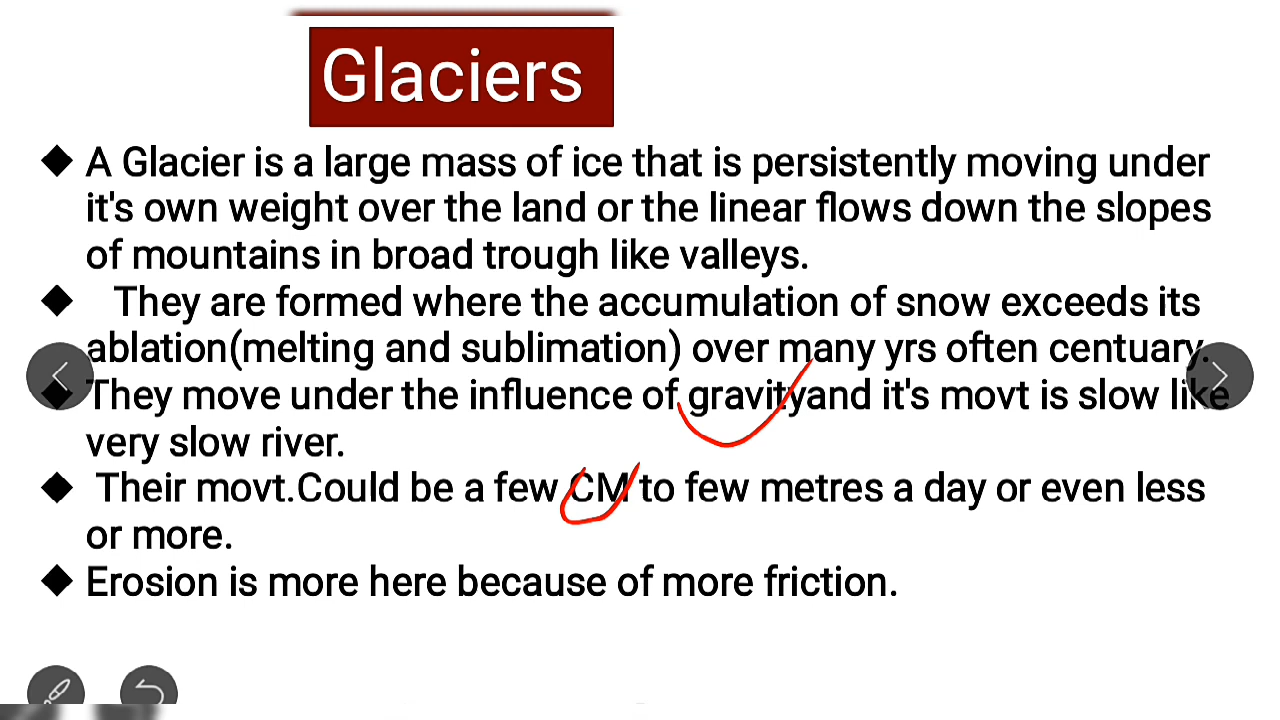 Glaciers
◆ A Glacier is a large mass of ice that is persistently moving under
it's own weight over the land or the linear flows down the slopes
of mountains in broad trough like valleys.
◆ They are formed where the accumulation of snow exceeds its
ablation(melting and sublimation) over many yrs often centuary.
◆ They move under the influence of gravityand it's movt is slow like
very slow river.
◆ Their movt.Could be a few CM to few metres a day or even less
or more.
◆ Erosion is more here because of more friction.